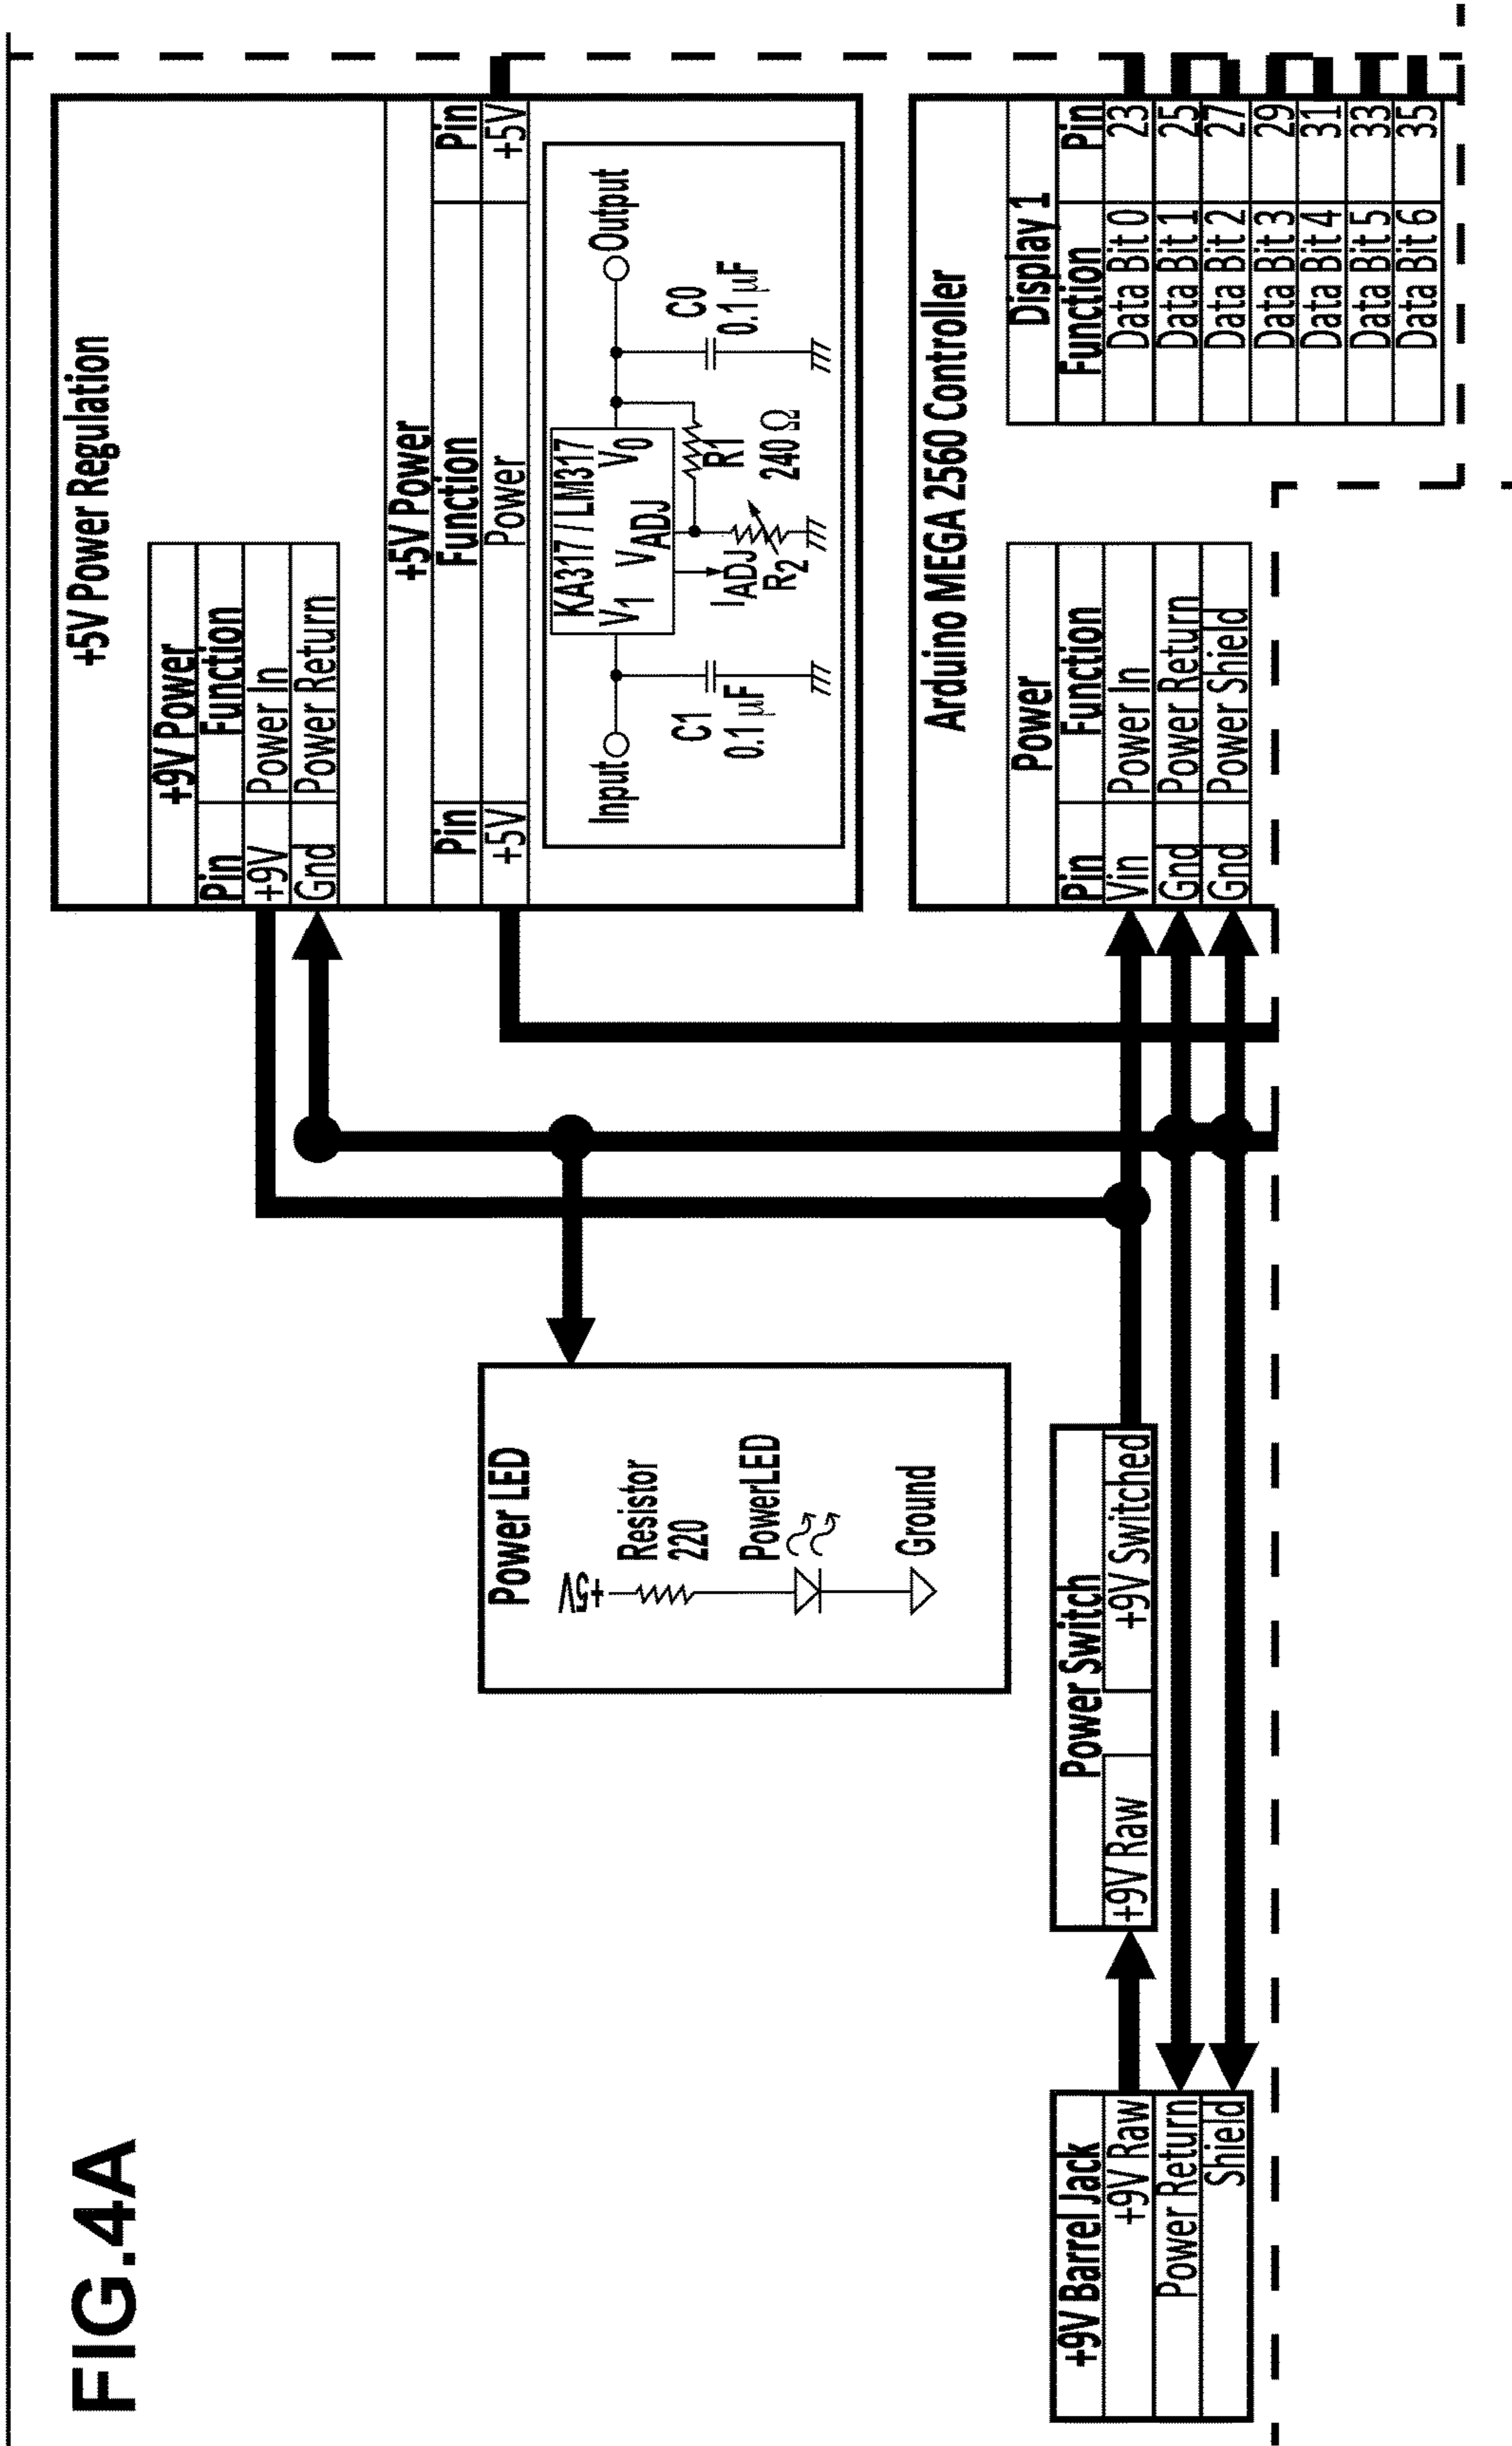 FIG.4A
+5V Power Regulation
+9V Power
Pin Function
+9V Power In
Gnd Power Return
+5V Power
Pin Function Pin
+5V Power +5V
KA317 / LM317
V1 VADJ VO
Input
Output
C1
0.1 µF
IADJ
R2
R1
240 Ω
C0
0.1 µF
Power LED
+5V
Resistor
220
PowerLED
Ground
Arduino MEGA 2560 Controller
Power
Pin Function
Vin Power In
Gnd Power Return
Gnd Power Shield
Display 1
Function Pin
Data Bit 0 23
Data Bit 1 25
Data Bit 2 27
Data Bit 3 29
Data Bit 4 31
Data Bit 5 33
Data Bit 6 35
Power Switch
+9V Raw +9V Switched
+9V Barrel Jack
+9V Raw
Power Return
Shield